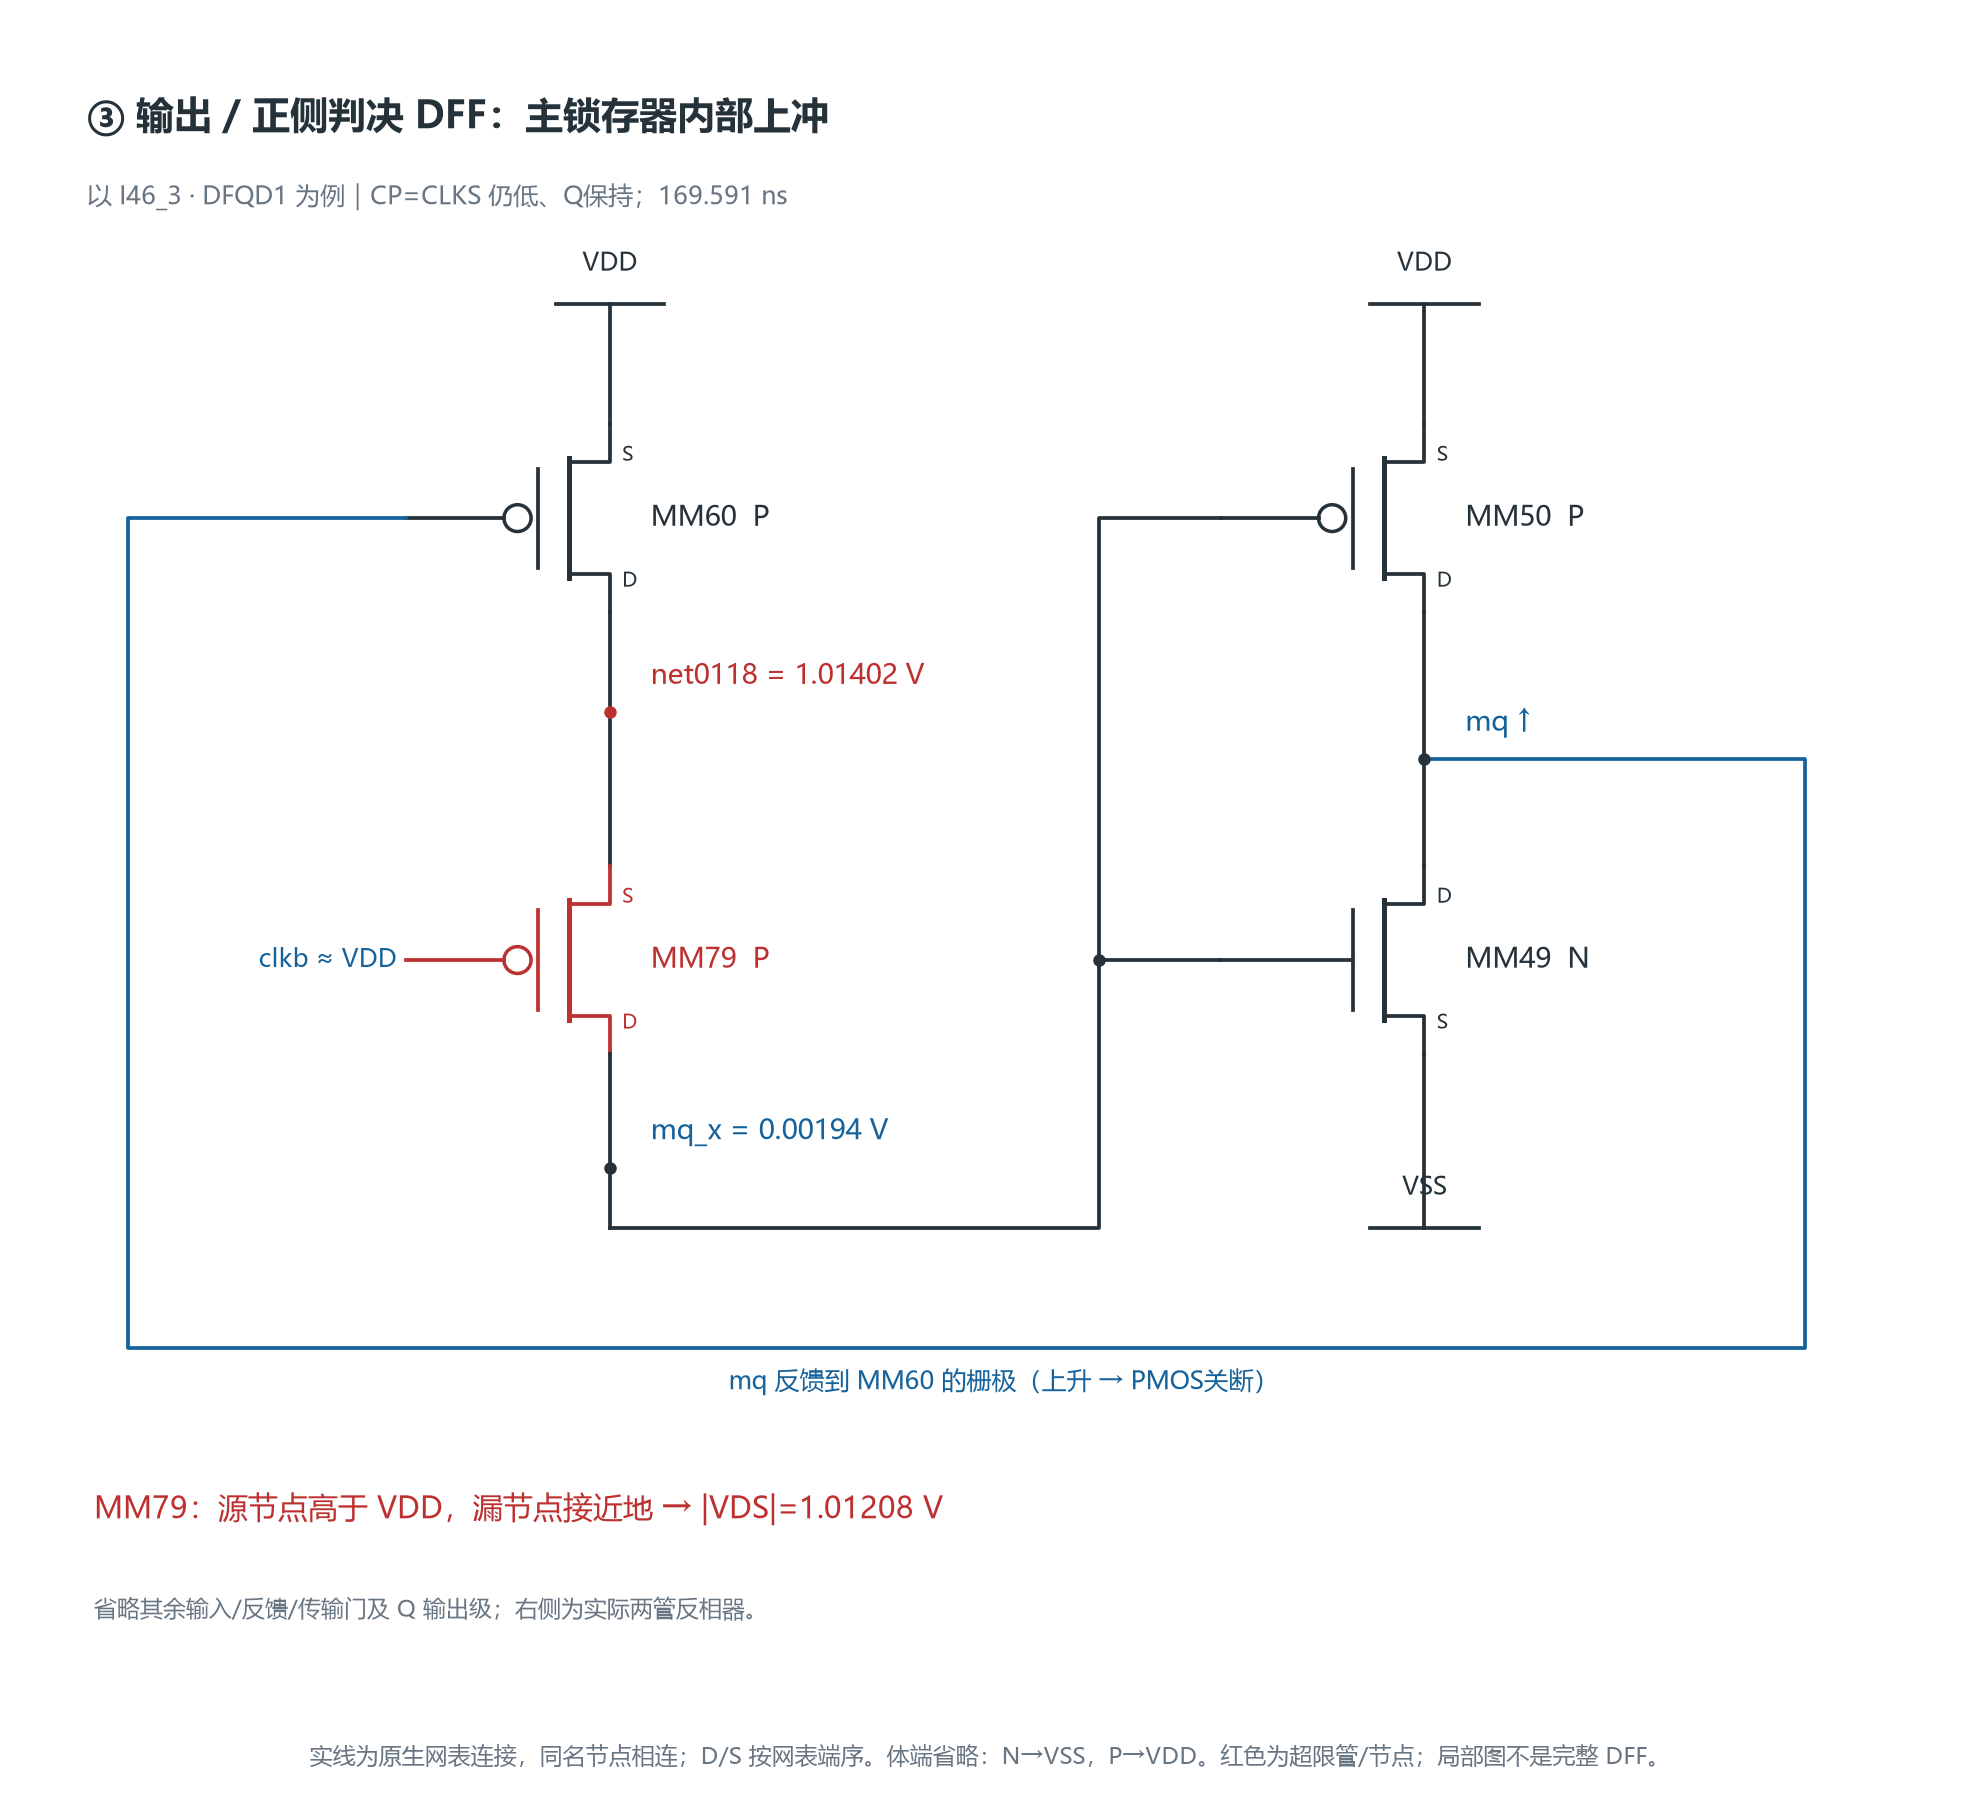 ③ 输出 / 正侧判决 DFF：主锁存器内部上冲
以 I46_3 · DFQD1 为例 | CP=CLKS 仍低、Q保持；169.591 ns
VDD
VDD
S
S
MM60 P
MM50 P
D
D
net0118 = 1.01402 V
mq ↑
S
D
clkb ≈ VDD
MM79 P
MM49 N
D
S
mq_x = 0.00194 V
VSS
mq 反馈到 MM60 的栅极（上升 → PMOS关断）
MM79：源节点高于 VDD，漏节点接近地 → |VDS|=1.01208 V
省略其余输入/反馈/传输门及 Q 输出级；右侧为实际两管反相器。
实线为原生网表连接，同名节点相连；D/S 按网表端序。体端省略：N→VSS，P→VDD。红色为超限管/节点；局部图不是完整 DFF。